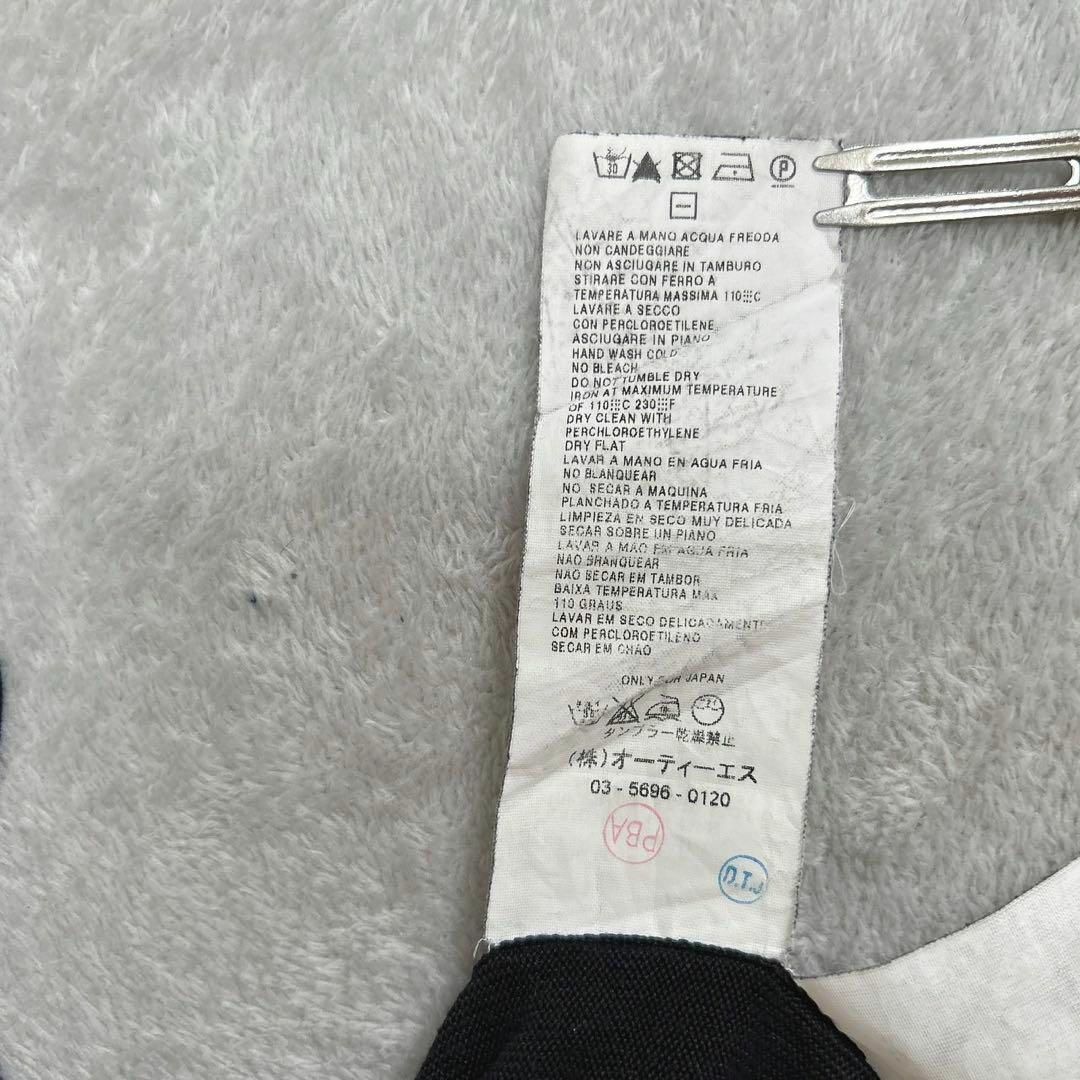 30
P
LAVARE A MANO ACQUA FREDDA
NON CANDEGGIARE
NON ASCIUGARE IN TAMBURO
STIRARE CON FERRO A
TEMPERATURA MASSIMA 110 C
LAVARE A SECCO
CON PERCLOROETILENE
ASCIUGARE IN PIANO
HAND WASH COLD
NO BLEACH
DO NOT TUMBLE DRY
IRON AT MAXIMUM TEMPERATURE
OF 110 C 230 F
DRY CLEAN WITH
PERCHLOROETHYLENE
DRY FLAT
LAVAR A MANO EN AGUA FRIA
NO BLANQUEAR
NO SECAR A MAQUINA
PLANCHADO A TEMPERATURA FRIA
LIMPIEZA EN SECO MUY DELICADA
SECAR SOBRE UN PIANO
LAVAR A MAO EM AGUA FRIA
NAO BRANQUEAR
NAO SECAR EM TAMBOR
BAIXA TEMPERATURA MAX
110 GRAUS
LAVAR EM SECO DELICADAMENTE
COM PERCLOROETILENO
SECAR EM CHAO
ONLY FOR JAPAN
タンブラー乾燥禁止
(株)オーティーエス
03-5696-0120
PBA